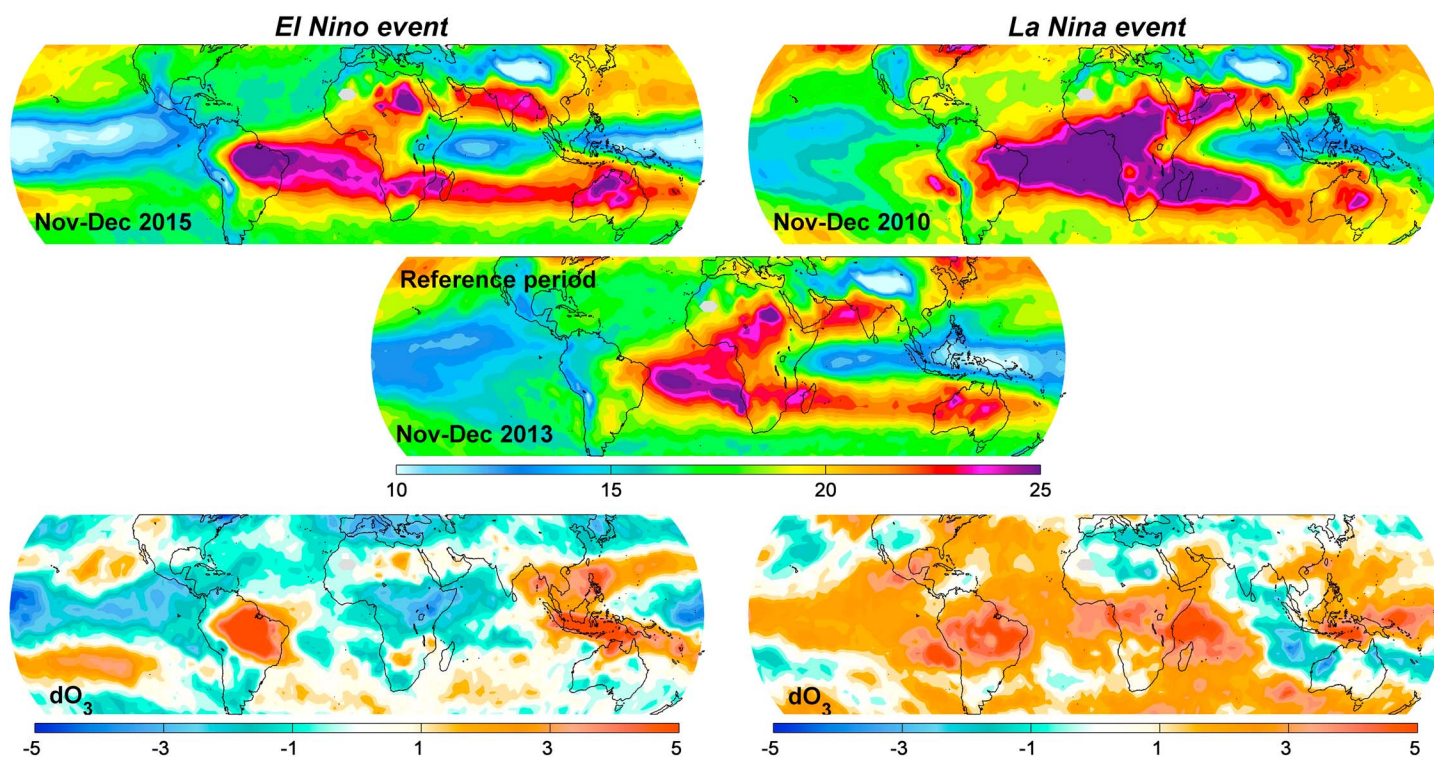 El Nino event
La Nina event
Nov-Dec 2015
Nov-Dec 2010
Reference period
Nov-Dec 2013
10 15 20 25
dO3
dO3
-5 -3 -1 1 3 5
-5 -3 -1 1 3 5